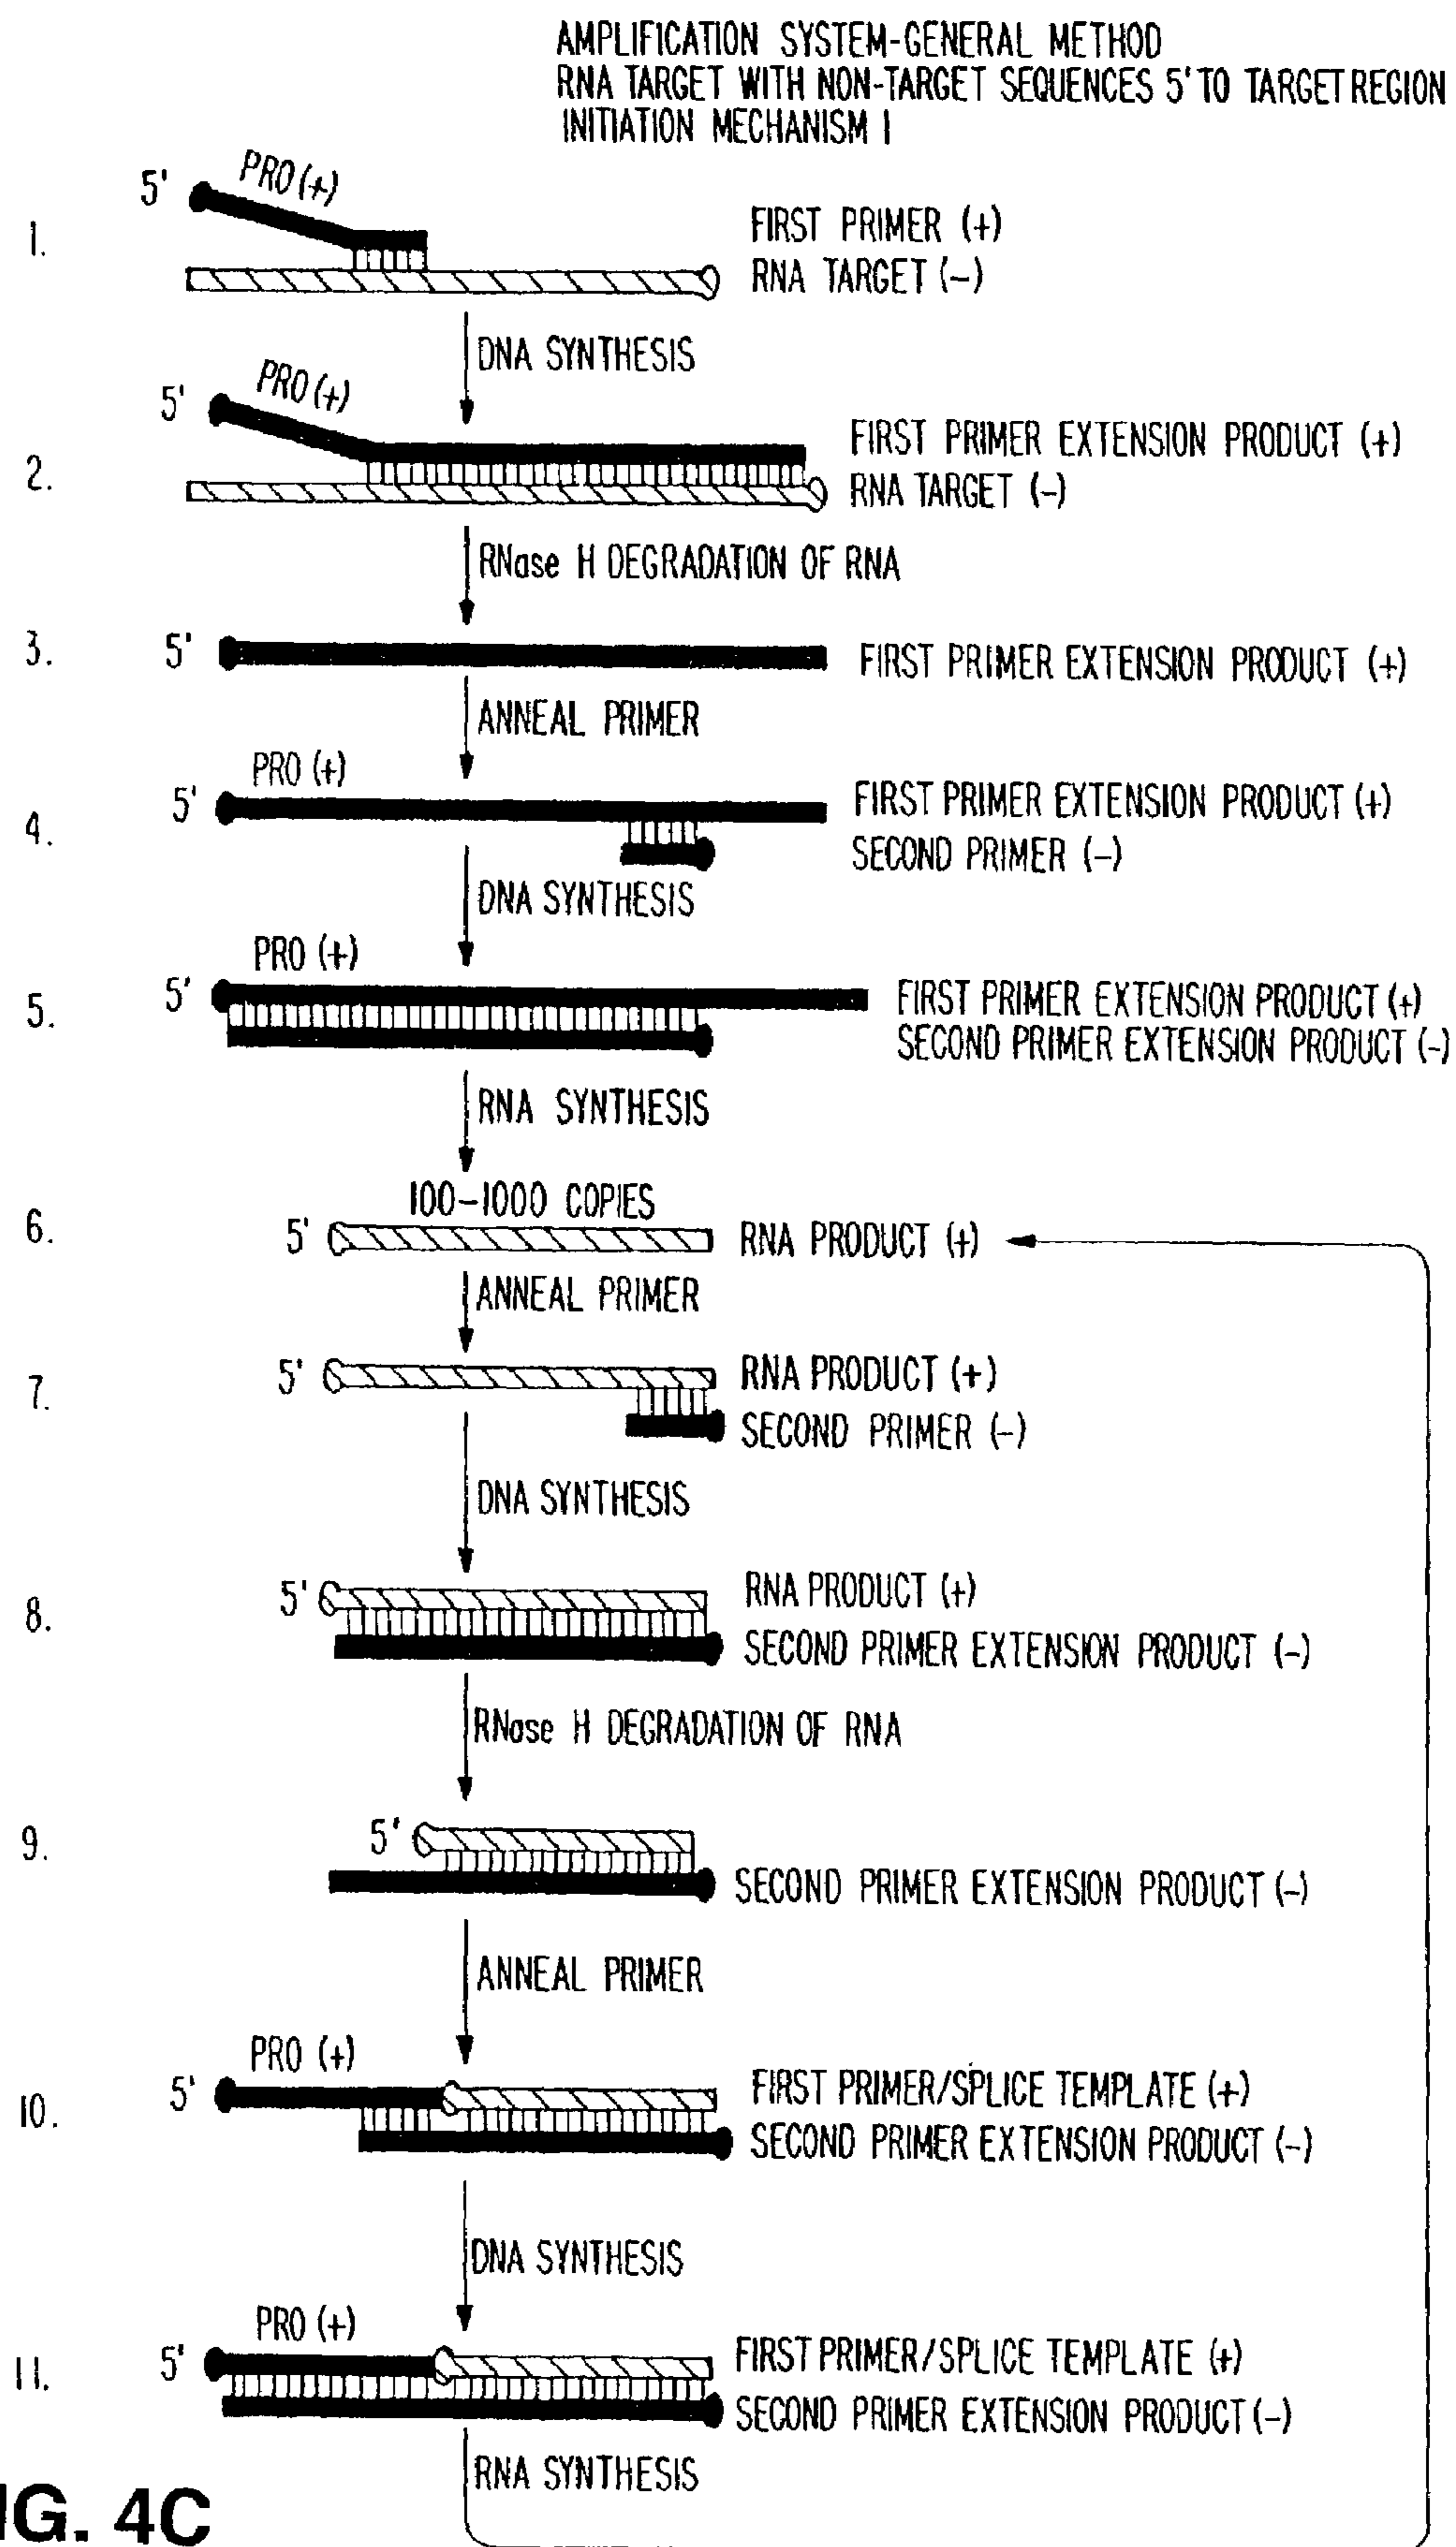 AMPLIFICATION SYSTEM-GENERAL METHOD
RNA TARGET WITH NON-TARGET SEQUENCES 5' TO TARGET REGION
INITIATION MECHANISM I
1.
5'
PRO (+)
FIRST PRIMER (+)
RNA TARGET (-)
DNA SYNTHESIS
2.
5'
PRO (+)
FIRST PRIMER EXTENSION PRODUCT (+)
RNA TARGET (-)
RNase H DEGRADATION OF RNA
3.
5'
FIRST PRIMER EXTENSION PRODUCT (+)
ANNEAL PRIMER
4.
5'
PRO (+)
FIRST PRIMER EXTENSION PRODUCT (+)
SECOND PRIMER (-)
DNA SYNTHESIS
5.
5'
PRO (+)
FIRST PRIMER EXTENSION PRODUCT (+)
SECOND PRIMER EXTENSION PRODUCT (-)
RNA SYNTHESIS
6.
100-1000 COPIES
5'
RNA PRODUCT (+)
ANNEAL PRIMER
7.
5'
RNA PRODUCT (+)
SECOND PRIMER (-)
DNA SYNTHESIS
8.
5'
RNA PRODUCT (+)
SECOND PRIMER EXTENSION PRODUCT (-)
RNase H DEGRADATION OF RNA
9.
5'
SECOND PRIMER EXTENSION PRODUCT (-)
ANNEAL PRIMER
10.
5'
PRO (+)
FIRST PRIMER/SPLICE TEMPLATE (+)
SECOND PRIMER EXTENSION PRODUCT (-)
DNA SYNTHESIS
11.
5'
PRO (+)
FIRST PRIMER/SPLICE TEMPLATE (+)
SECOND PRIMER EXTENSION PRODUCT (-)
RNA SYNTHESIS
IG. 4C